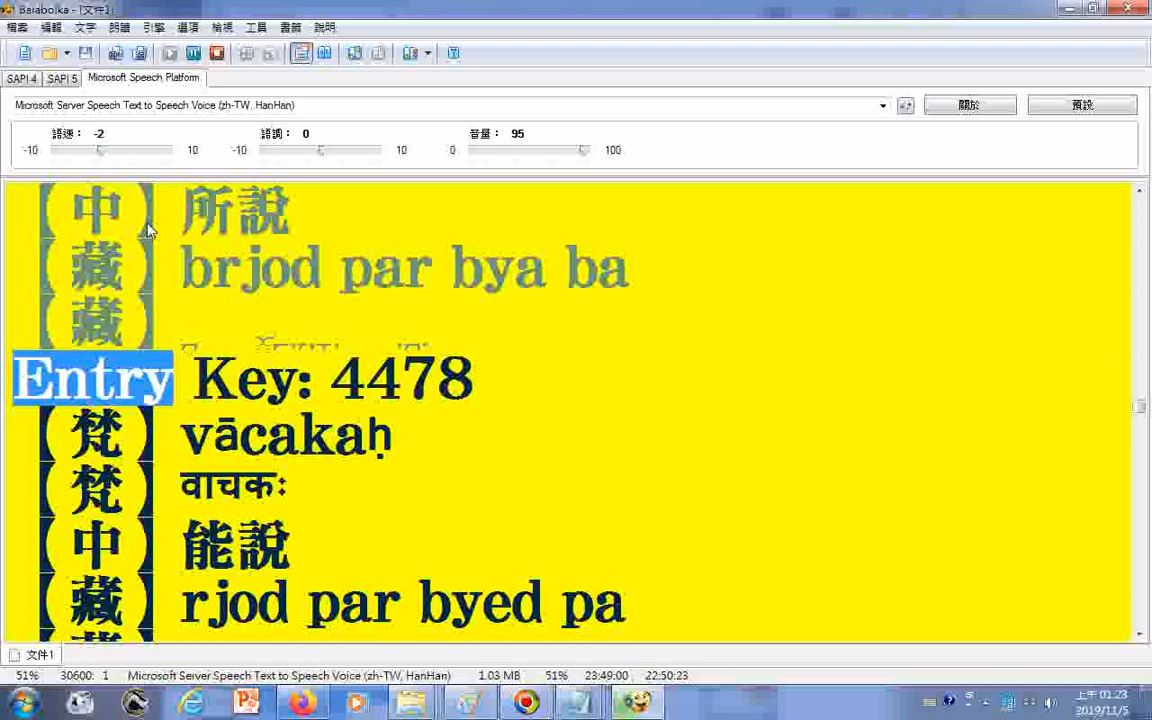 Balabolka - [文件1]
檔案 編輯 文字 朗讀 引擎 選項 檢視 工具 書籤 說明
SAPI 4 SAPI 5 Microsoft Speech Platform
Microsoft Server Speech Text to Speech Voice (zh-TW, HanHan) 關於 預設
語速： -2 語調： 0 音量： 95
-10 10 -10 10 0 100
【中】 所說
【藏】 brjod par bya ba
【藏】
Entry Key: 4478
【梵】 vācakaḥ
【梵】 वाचकः
【中】 能說
【藏】 rjod par byed pa
文件1
51% 30600: 1 Microsoft Server Speech Text to Speech Voice (zh-TW, HanHan) 1.03 MB 51% 23:49:00 22:50:23
上午 01:23
2019/11/5